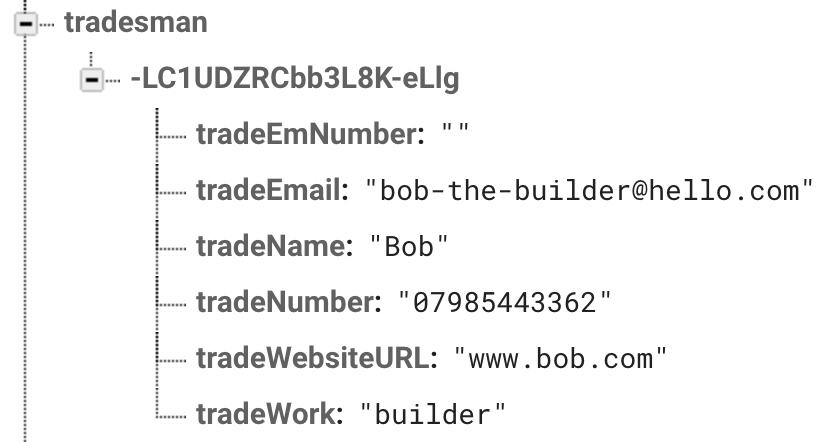 tradesman
-LC1UDZRCbb3L8K-eLlg
tradeEmNumber: ""
tradeEmail: "bob-the-builder@hello.com"
tradeName: "Bob"
tradeNumber: "07985443362"
tradeWebsiteURL: "www.bob.com"
tradeWork: "builder"